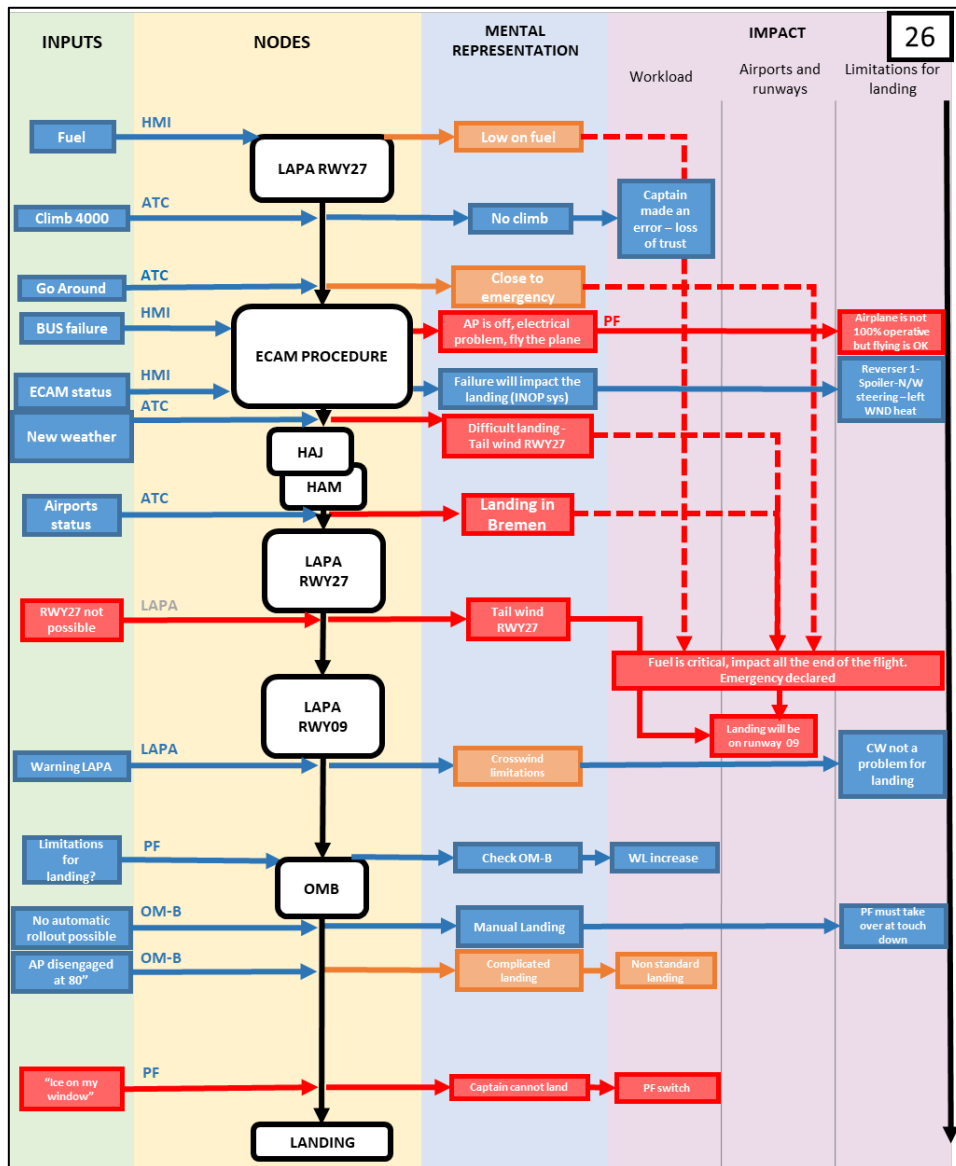 26
INPUTS
NODES
MENTAL
REPRESENTATION
IMPACT
Workload
Airports and
runways
Limitations for
landing
Fuel
HMI
LAPA RWY27
Low on fuel
Climb 4000
ATC
No climb
Captain
made an
error – loss
of trust
Go Around
ATC
Close to
emergency
BUS failure
HMI
ECAM PROCEDURE
AP is off, electrical
problem, fly the plane
PF
Airplane is not
100% operative
but flying is OK
ECAM status
HMI
Failure will impact the
landing (INOP sys)
Reverser 1-
Spoiler-N/W
steering – left
WND heat
New weather
ATC
HAJ
Difficult landing -
Tail wind RWY27
HAM
Airports
status
ATC
Landing in
Bremen
LAPA
RWY27
RWY27 not
possible
LAPA
Tail wind
RWY27
Fuel is critical, impact all the end of the flight.
Emergency declared
LAPA
RWY09
Landing will be
on runway 09
Warning LAPA
LAPA
Crosswind
limitations
CW not a
problem for
landing
Limitations
for
landing?
PF
OMB
Check OM-B
WL increase
No automatic
rollout possible
OM-B
Manual Landing
PF must take
over at touch
down
AP disengaged
at 80”
OM-B
Complicated
landing
Non standard
landing
“Ice on my
window”
PF
Captain cannot land
PF switch
LANDING